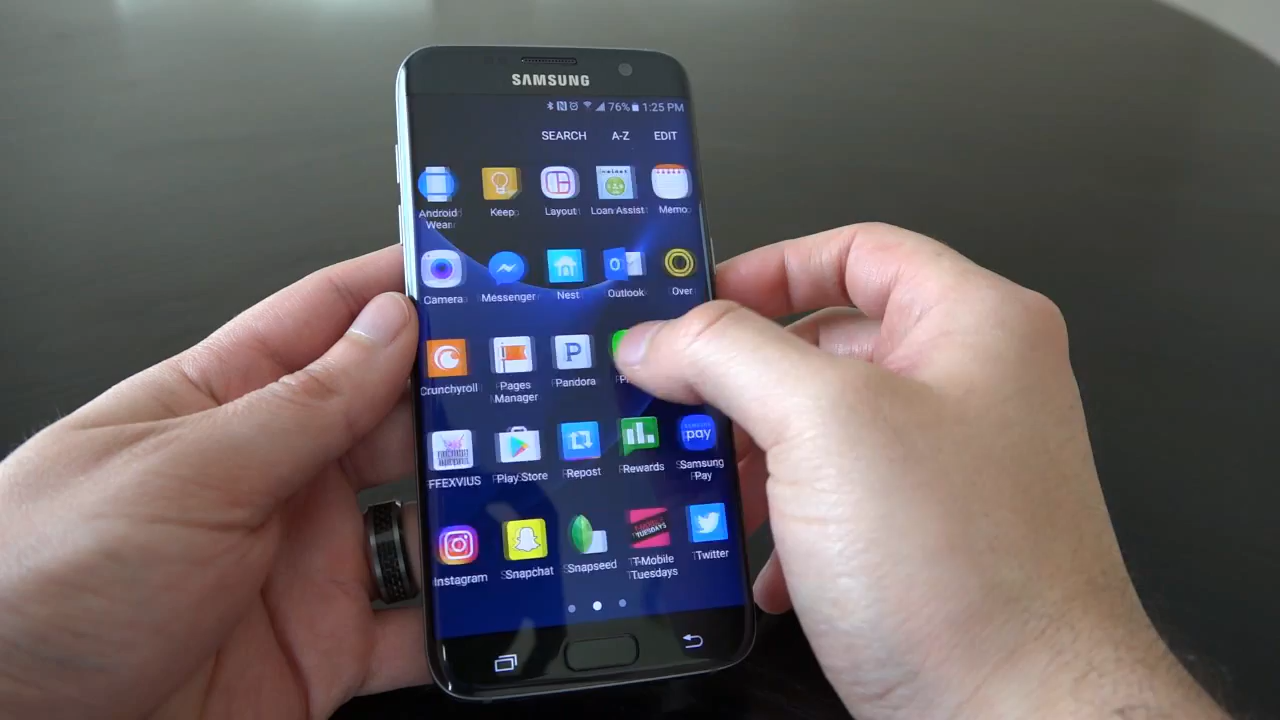 SAMSUNG
76% 1:25 PM
SEARCH A-Z EDIT
Android Keep Layout Loan Assist Memo
Wear
Camera Messenger Nest Outlook Over
Crunchyroll Pages Pandora
Manager
pay
FFEXVIUS Play Store Repost Rewards Samsung
Pay
Instagram Snapchat Snapseed T-Mobile Twitter
Tuesdays